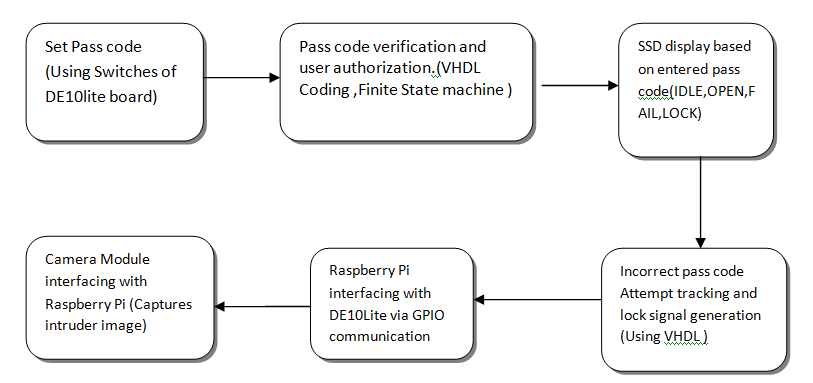 Set Pass code
(Using Switches of
DE10lite board)
Pass code verification and
user authorization.(VHDL
Coding ,Finite State machine )
SSD display based
on entered pass
code(IDLE,OPEN,F
AIL,LOCK)
Camera Module
interfacing with
Raspberry Pi (Captures
intruder image)
Raspberry Pi
interfacing with
DE10Lite via GPIO
communication
Incorrect pass code
Attempt tracking and
lock signal generation
(Using VHDL )